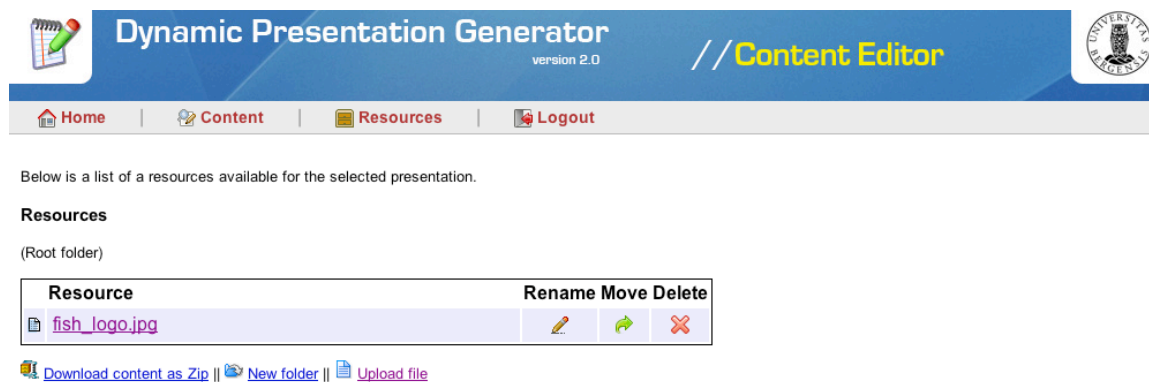 Dynamic Presentation Generator
version 2.0
//Content Editor
UNIVERSITAS BERGENSIS
Home | Content | Resources | Logout
Below is a list of a resources available for the selected presentation.
Resources
(Root folder)
Resource Rename Move Delete
fish_logo.jpg
Download content as Zip || New folder || Upload file